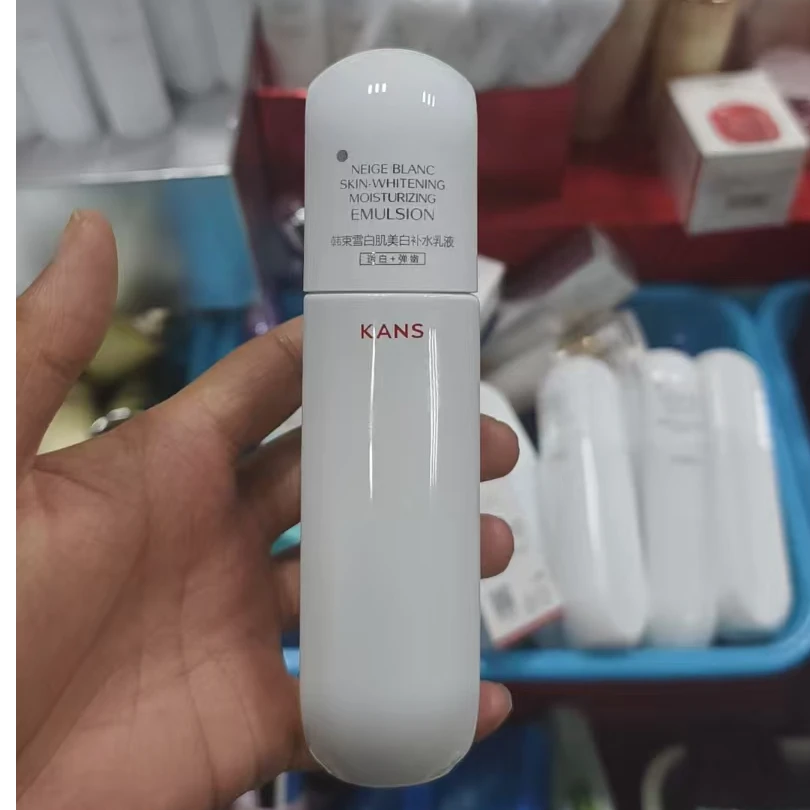 NEIGE BLANC
SKIN-WHITENING
MOISTURIZING
EMULSION
韩束雪白肌美白补水乳液
透白+弹嫩
KANS